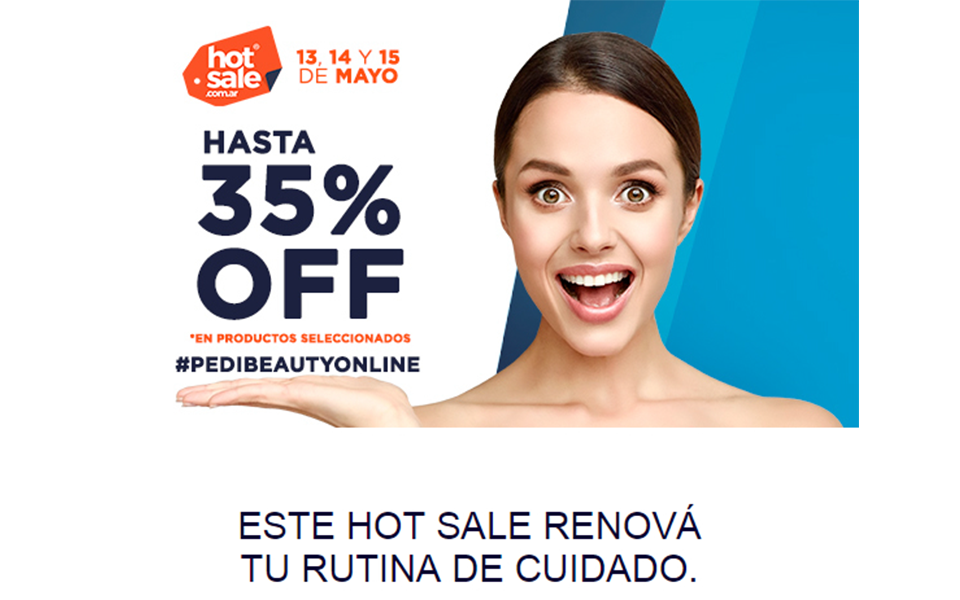 hot
sale
.com.ar
13, 14 Y 15
DE MAYO
HASTA
35%
OFF
*EN PRODUCTOS SELECCIONADOS
#PEDIBEAUTYONLINE
ESTE HOT SALE RENOVÁ
TU RUTINA DE CUIDADO.